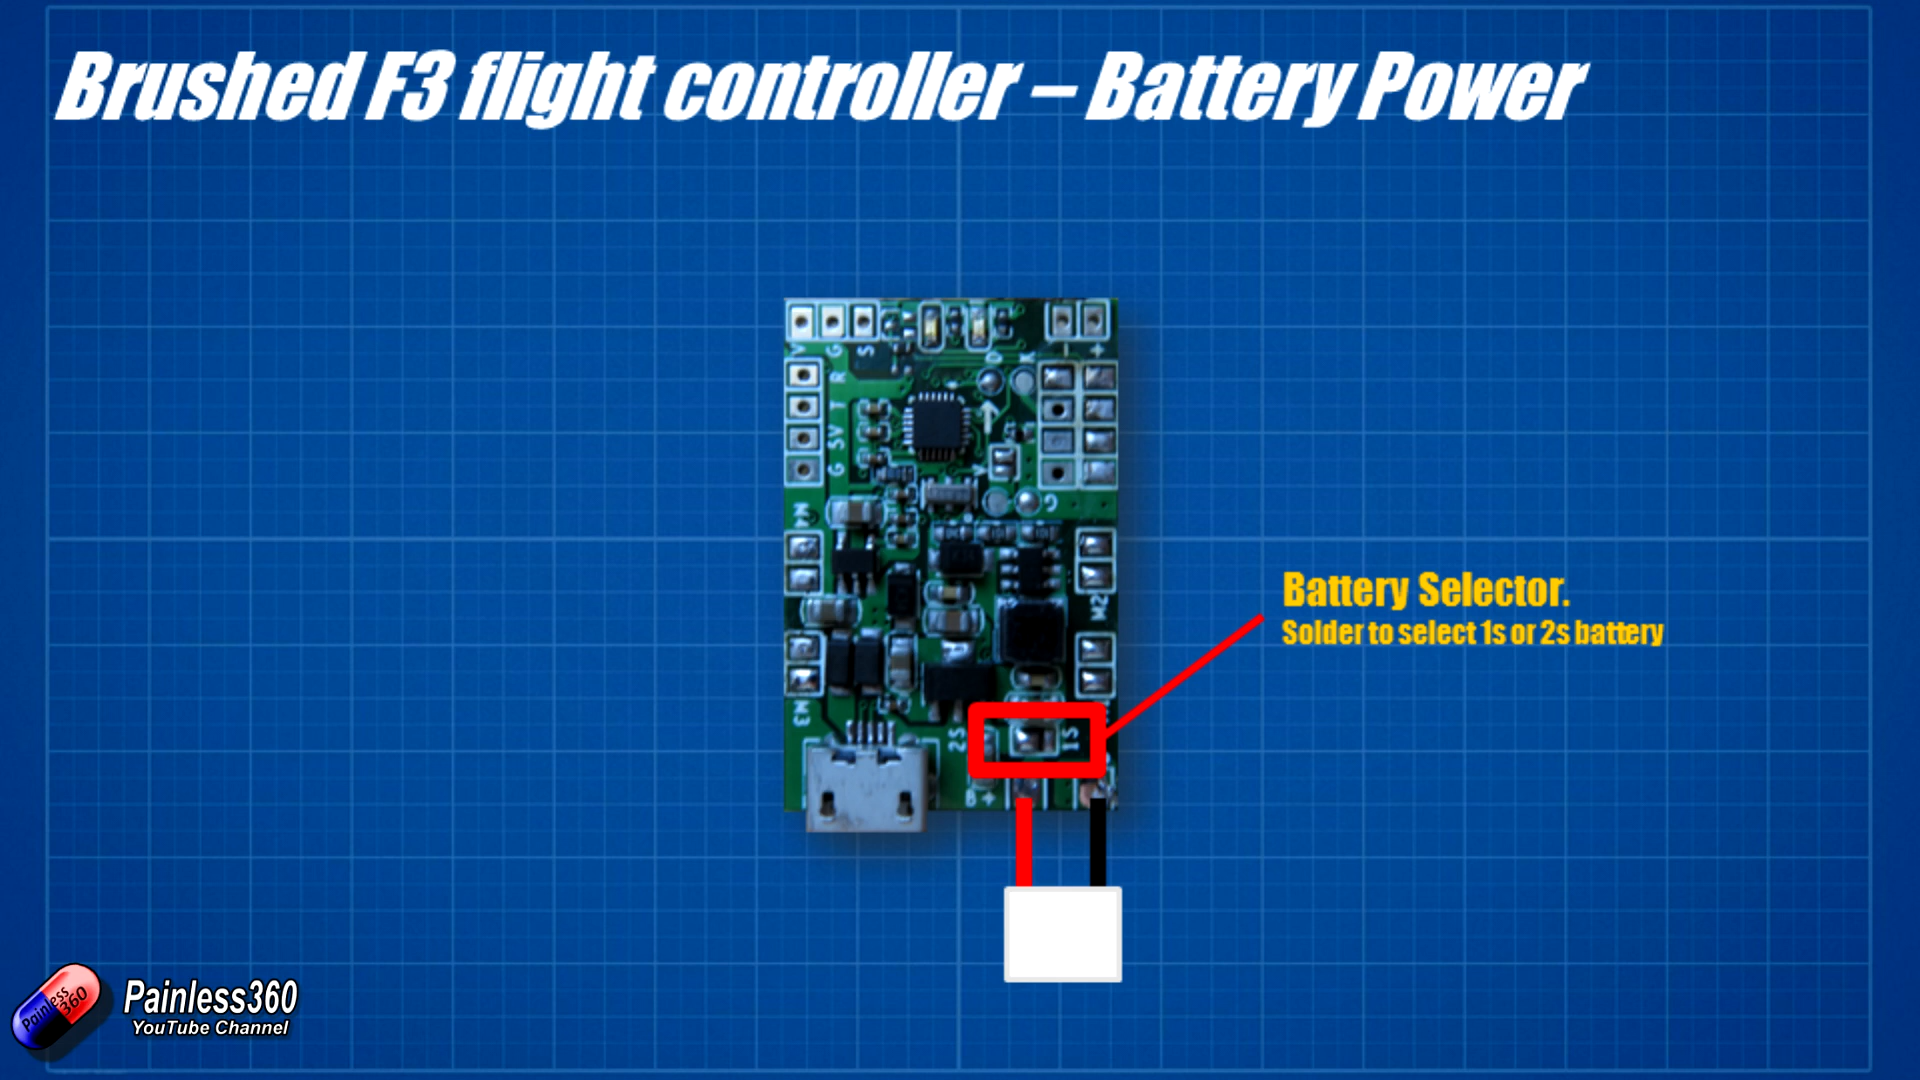 Brushed F3 flight controller – Battery Power
V G S
D K
- +
R
T
5V
G
V
G
M4
M2
Battery Selector.
Solder to select 1s or 2s battery
M3
2S
1S
B+
Painless360
Painless360
YouTube Channel